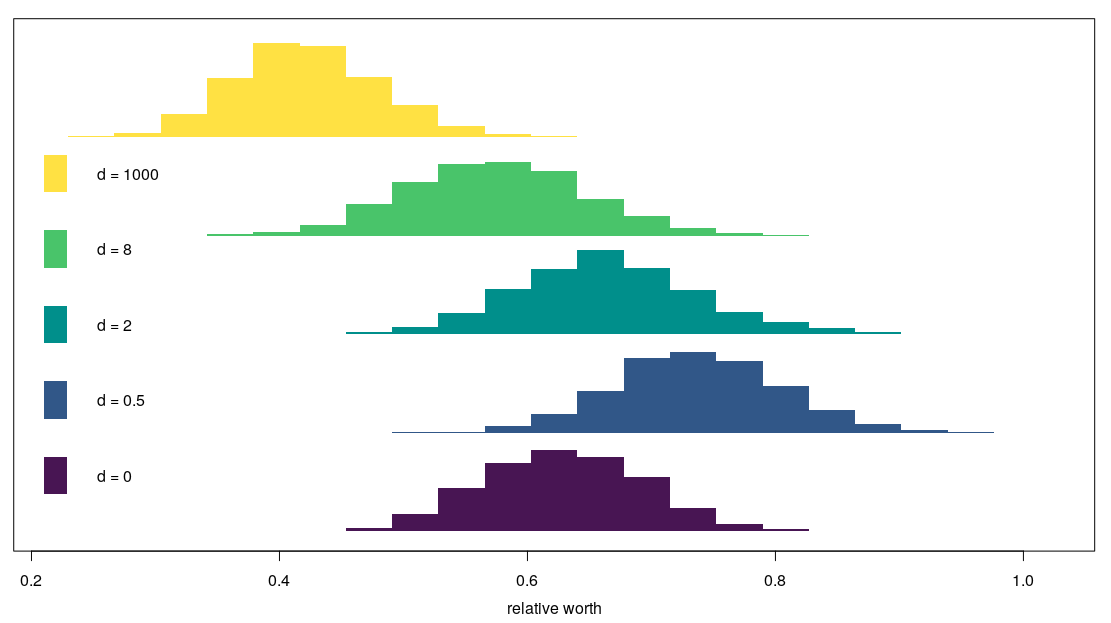 d = 1000
d = 8
d = 2
d = 0.5
d = 0
0.2 0.4 0.6 0.8 1.0
relative worth